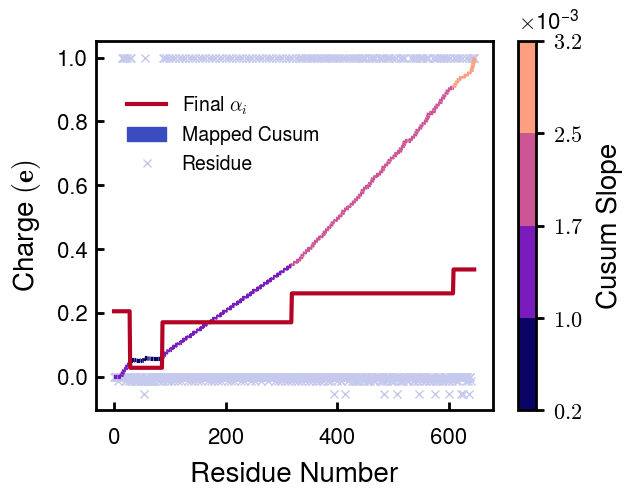 ×10⁻³
1.0
0.8
0.6
0.4
0.2
0.0
Charge (e)
Final αᵢ
Mapped Cusum
Residue
0
200
400
600
Residue Number
3.2
2.5
1.7
1.0
0.2
Cusum Slope